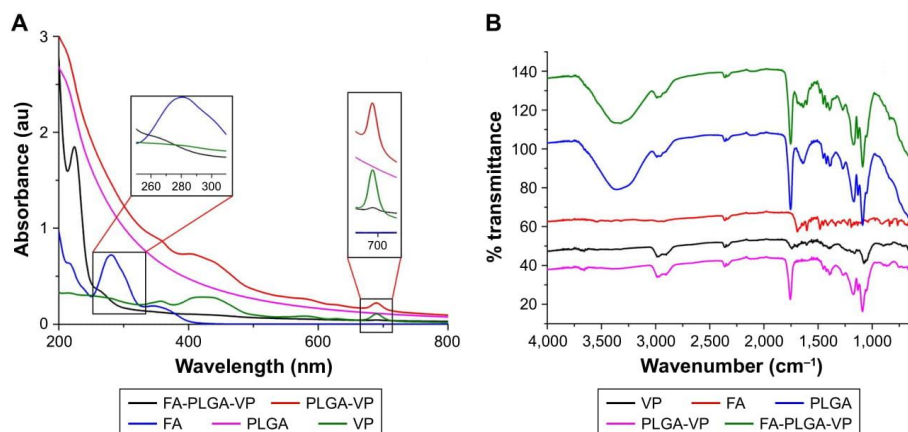 A
Absorbance (au)
3
2
1
0
260 280 300
700
200 300 400 500 600 700 800
Wavelength (nm)
FA-PLGA-VP PLGA-VP
FA PLGA VP
B
% transmittance
140
120
100
80
60
40
20
4,000 3,500 3,000 2,500 2,000 1,500 1,000
Wavenumber (cm⁻¹)
VP FA PLGA
PLGA-VP FA-PLGA-VP